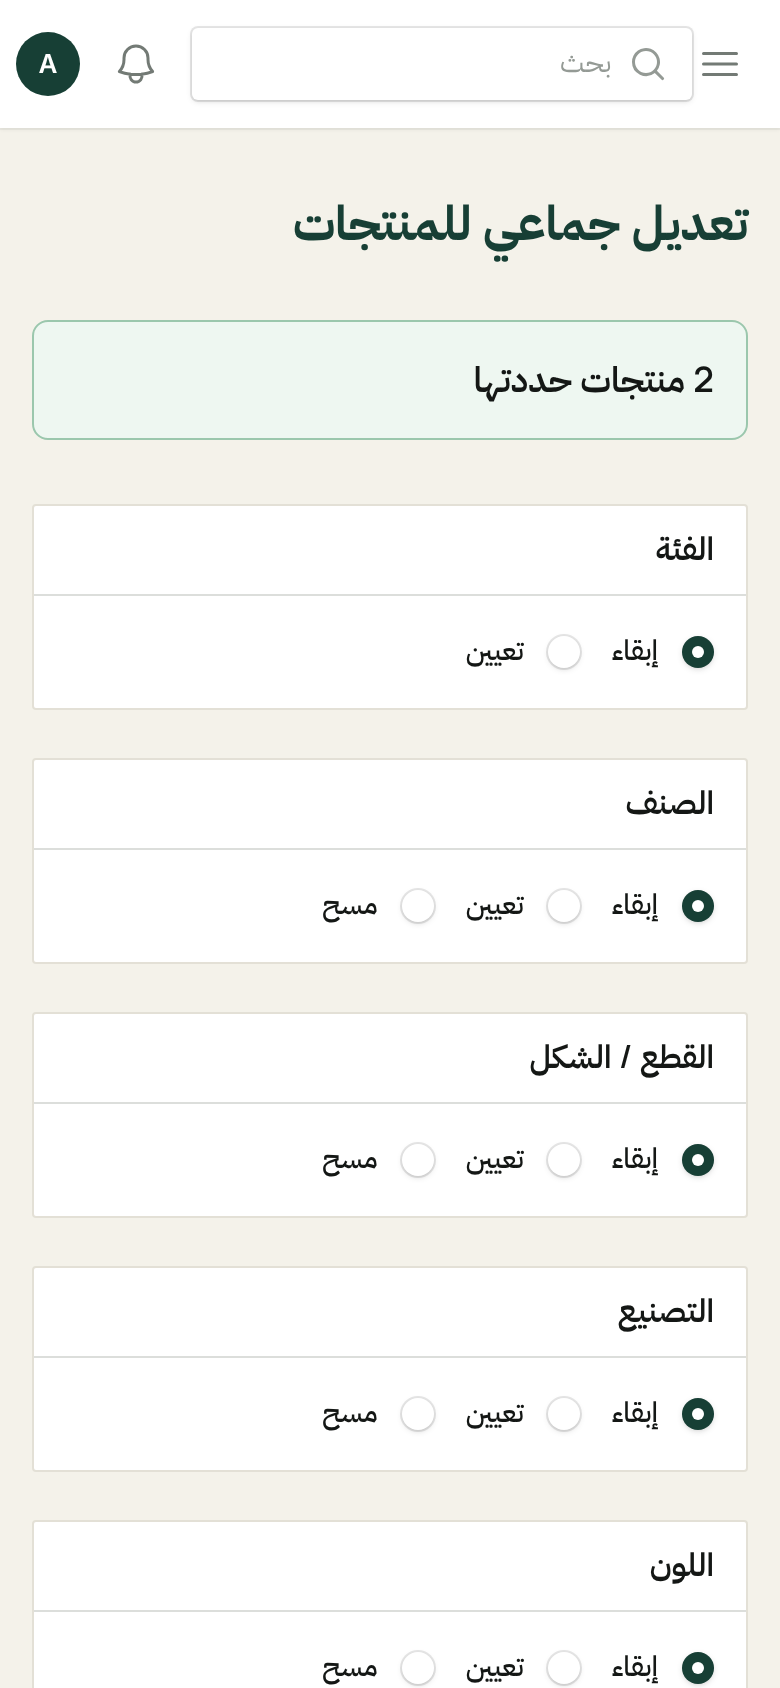 بحث
A
تعديل جماعي للمنتجات
2 منتجات حددتها
الفئة
إبقاء تعيين
الصنف
إبقاء تعيين مسح
القطع / الشكل
إبقاء تعيين مسح
التصنيع
إبقاء تعيين مسح
اللون
إبقاء تعيين مسح